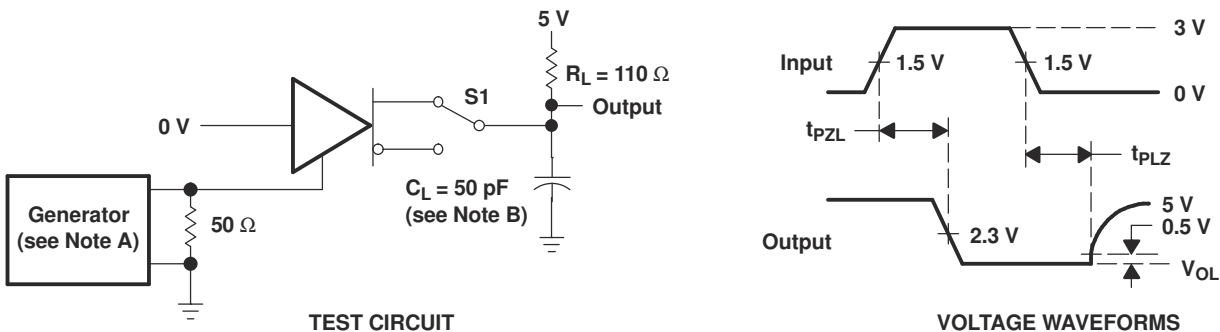 5 V
R_L = 110 Ω
S1
Output
0 V
C_L = 50 pF
(see Note B)
Generator
(see Note A)
50 Ω
TEST CIRCUIT
3 V
Input
1.5 V
1.5 V
0 V
t_PZL
t_PLZ
5 V
0.5 V
Output
2.3 V
V_OL
VOLTAGE WAVEFORMS